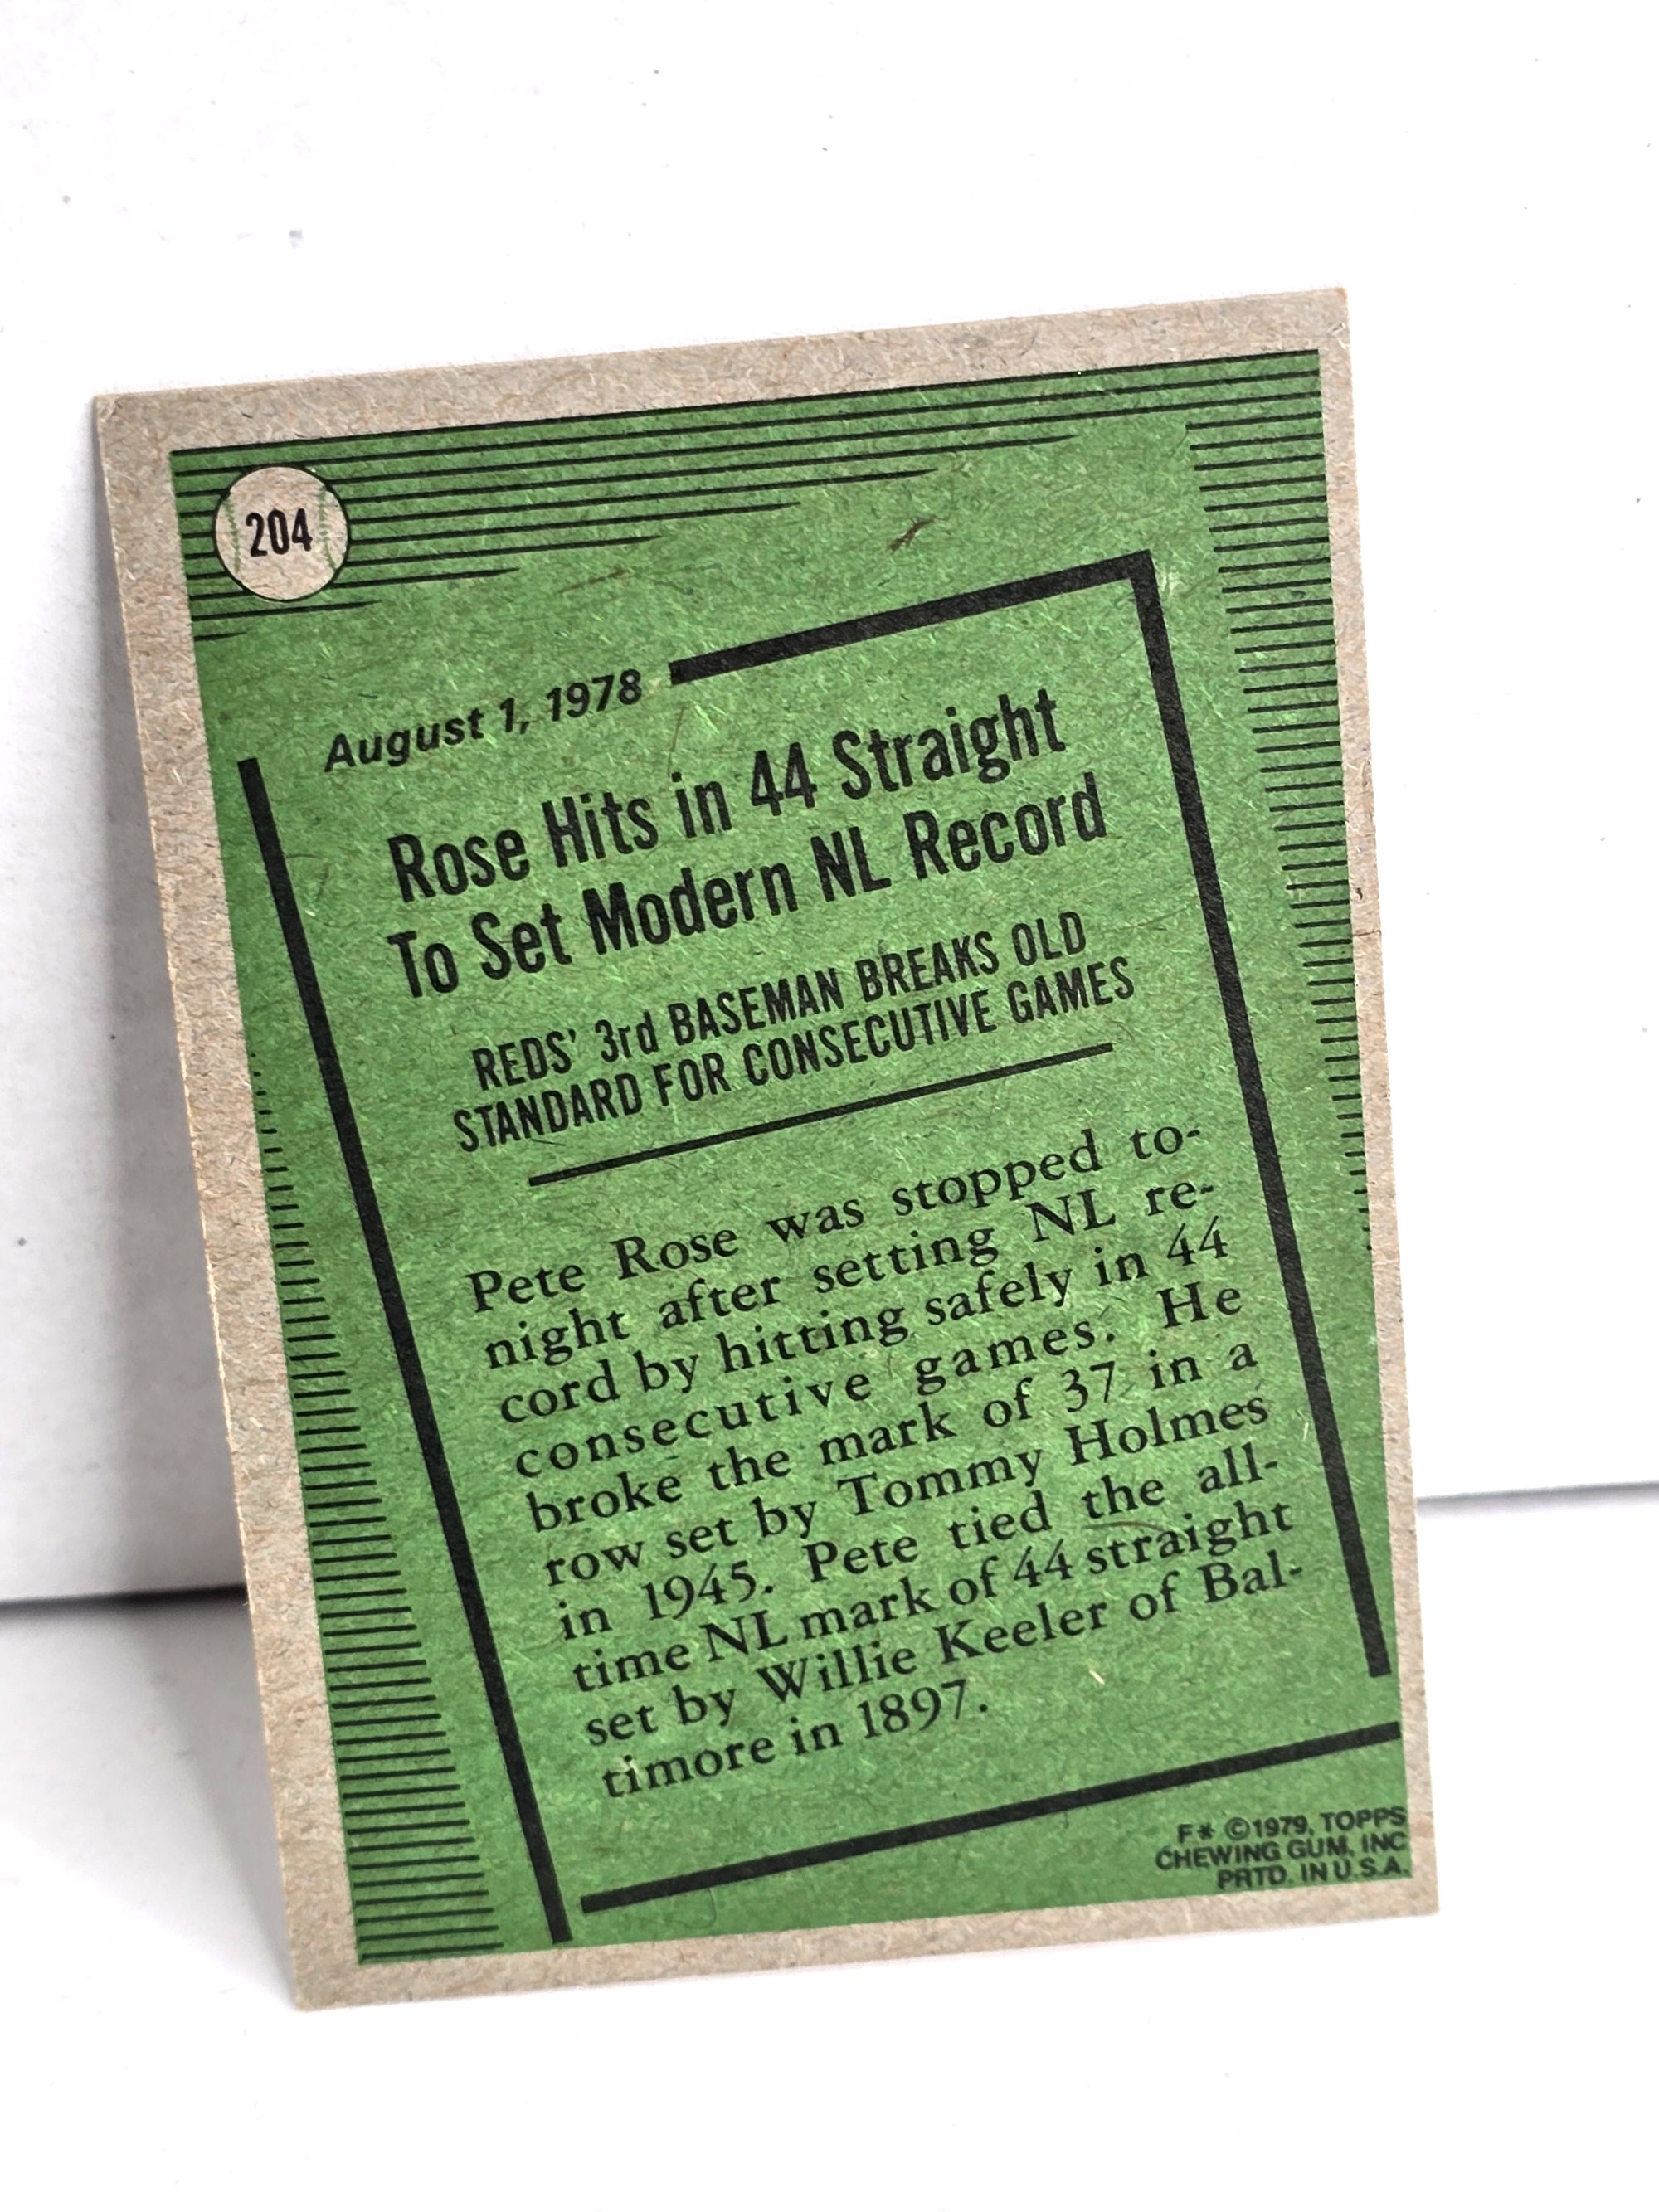 204
August 1, 1978
Rose Hits in 44 Straight
To Set Modern NL Record
REDS' 3rd BASEMAN BREAKS OLD
STANDARD FOR CONSECUTIVE GAMES
Pete Rose was stopped to-
night after setting NL re-
cord by hitting safely in 44
consecutive games. He
broke the mark of 37 in a
row set by Tommy Holmes
in 1945. Pete tied the all-
time NL mark of 44 straight
set by Willie Keeler of Bal-
timore in 1897.
F* ©1979, TOPPS
CHEWING GUM, INC
PRTD. IN U.S.A.